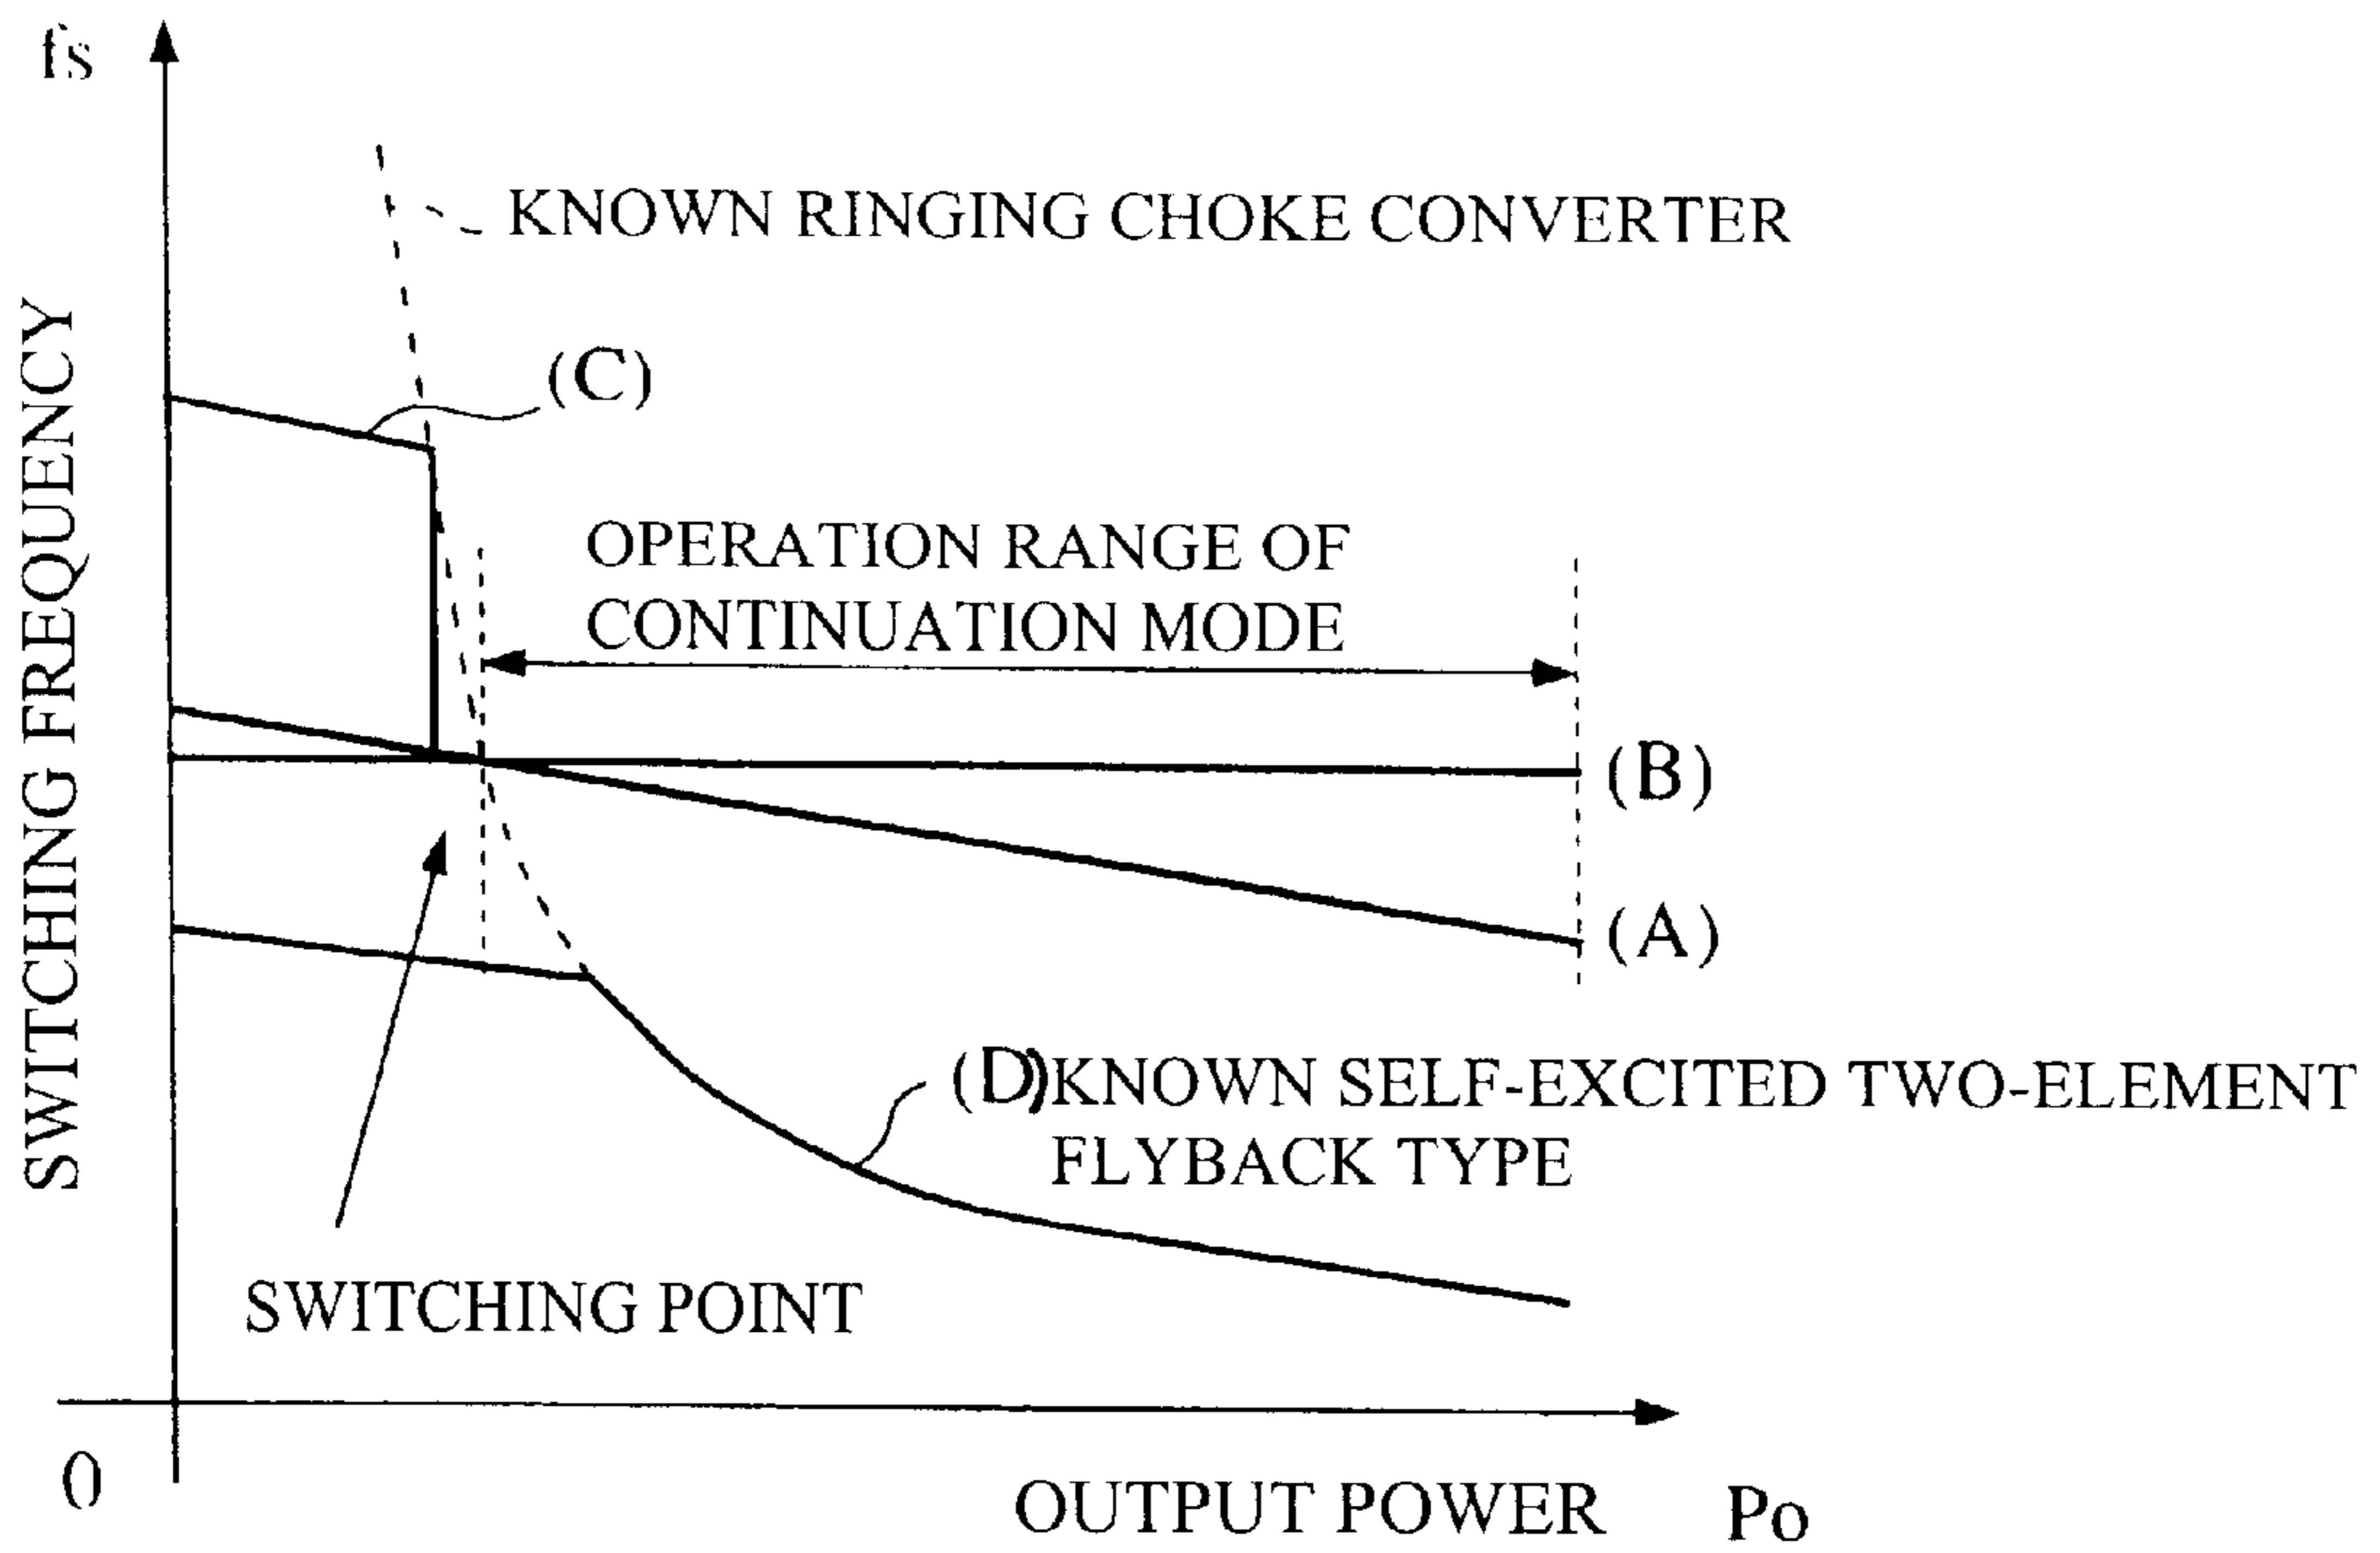 fs
KNOWN RINGING CHOKE CONVERTER
(C)
SWITCHING FREQUENCY
OPERATION RANGE OF
CONTINUATION MODE
(B)
(A)
(D)KNOWN SELF-EXCITED TWO-ELEMENT
FLYBACK TYPE
SWITCHING POINT
0
OUTPUT POWER
Po